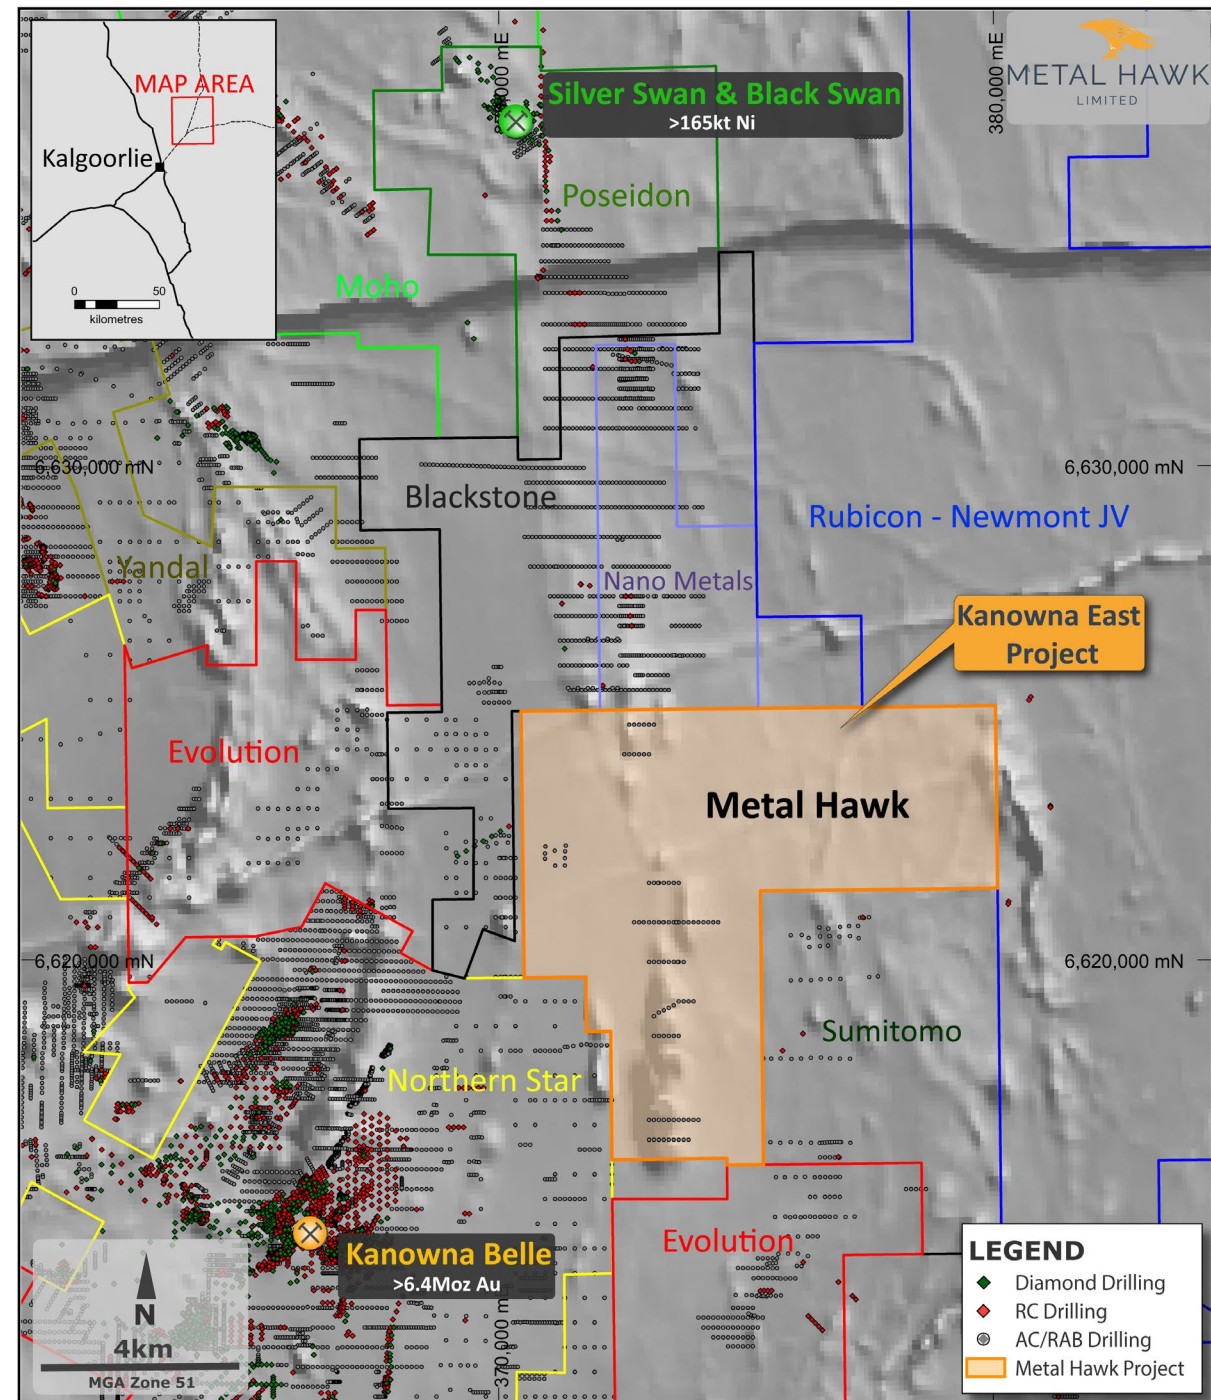 MAP AREA
Kalgoorlie
0 50
kilometres
380,000 mE
METAL HAWK
LIMITED
Silver Swan & Black Swan
>165kt Ni
Poseidon
Moho
6,630,000 mN
6,630,000 mN
Blackstone
Rubicon - Newmont JV
Yandal
Nano Metals
Kanowna East
Project
Evolution
Metal Hawk
6,620,000 mN
6,620,000 mN
Sumitomo
Northern Star
Evolution
Kanowna Belle
>6.4Moz Au
N
4km
MGA Zone 51
LEGEND
Diamond Drilling
RC Drilling
AC/RAB Drilling
Metal Hawk Project